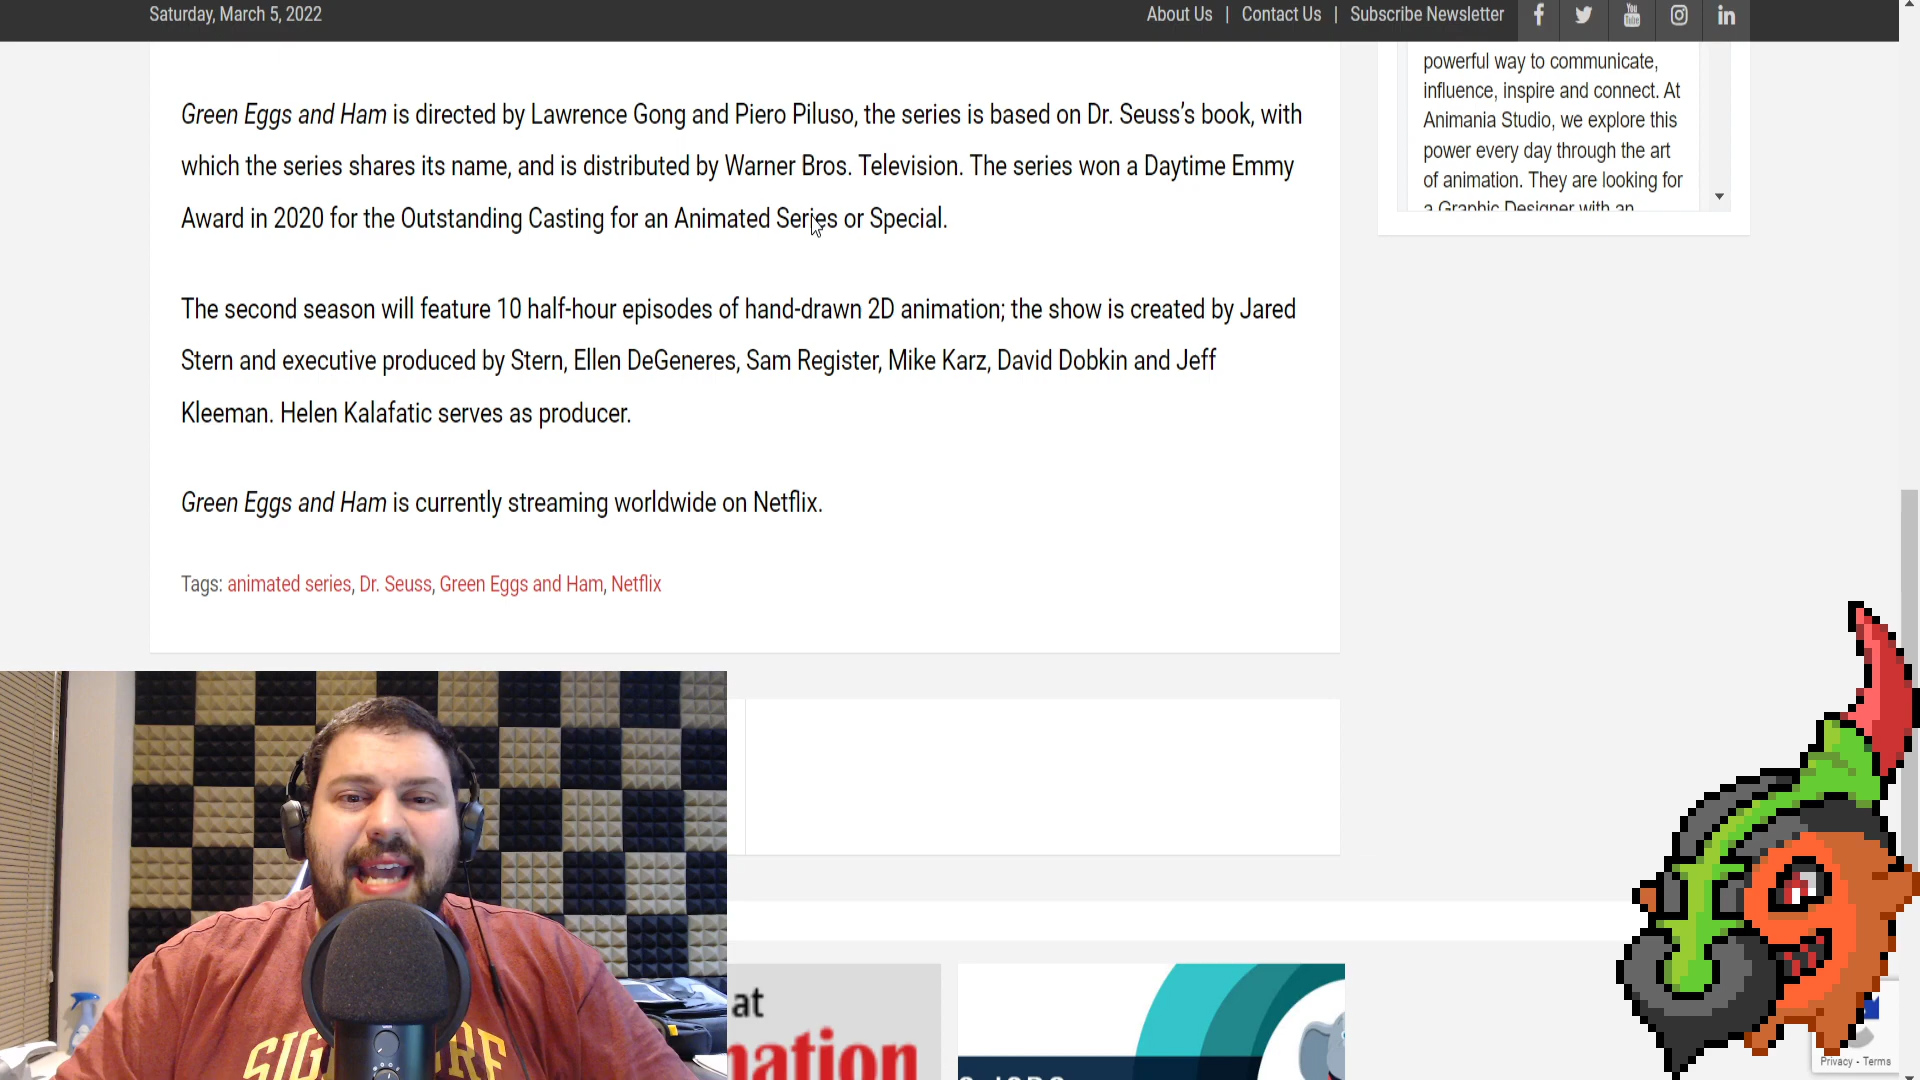 Saturday, March 5, 2022
About Us | Contact Us | Subscribe Newsletter
Green Eggs and Ham is directed by Lawrence Gong and Piero Piluso, the series is based on Dr. Seuss’s book, with
which the series shares its name, and is distributed by Warner Bros. Television. The series won a Daytime Emmy
Award in 2020 for the Outstanding Casting for an Animated Series or Special.
The second season will feature 10 half-hour episodes of hand-drawn 2D animation; the show is created by Jared
Stern and executive produced by Stern, Ellen DeGeneres, Sam Register, Mike Karz, David Dobkin and Jeff
Kleeman. Helen Kalafatic serves as producer.
Green Eggs and Ham is currently streaming worldwide on Netflix.
Tags: animated series, Dr. Seuss, Green Eggs and Ham, Netflix
powerful way to communicate,
influence, inspire and connect. At
Animania Studio, we explore this
power every day through the art
of animation. They are looking for
a Graphic Designer with an
at
Privacy - Terms